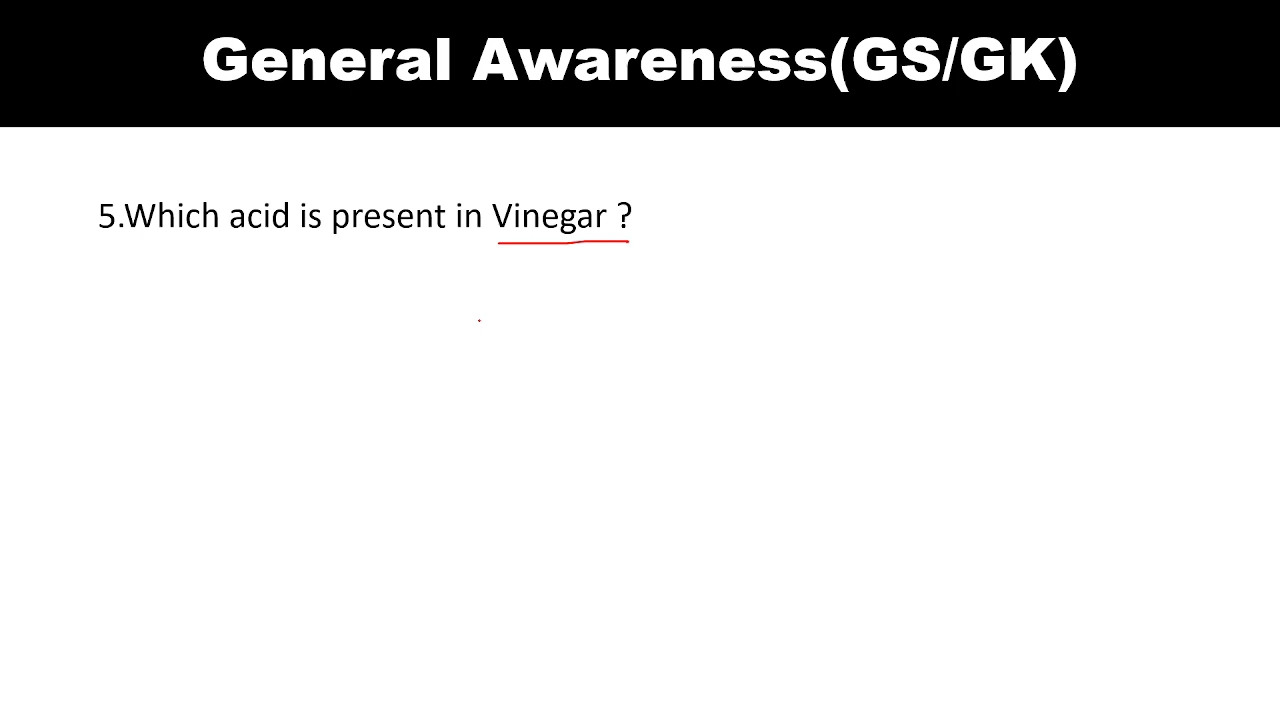 General Awareness(GS/GK)
5.Which acid is present in Vinegar ?